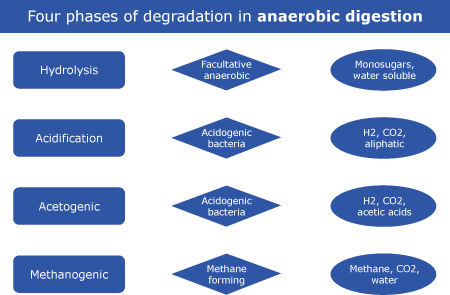 Four phases of degradation in anaerobic digestion
Hydrolysis
Facultative
anaerobic
Monosugars,
water soluble
Acidification
Acidogenic
bacteria
H2, CO2,
aliphatic
Acetogenic
Acidogenic
bacteria
H2, CO2,
acetic acids
Methanogenic
Methane
forming
Methane, CO2,
water